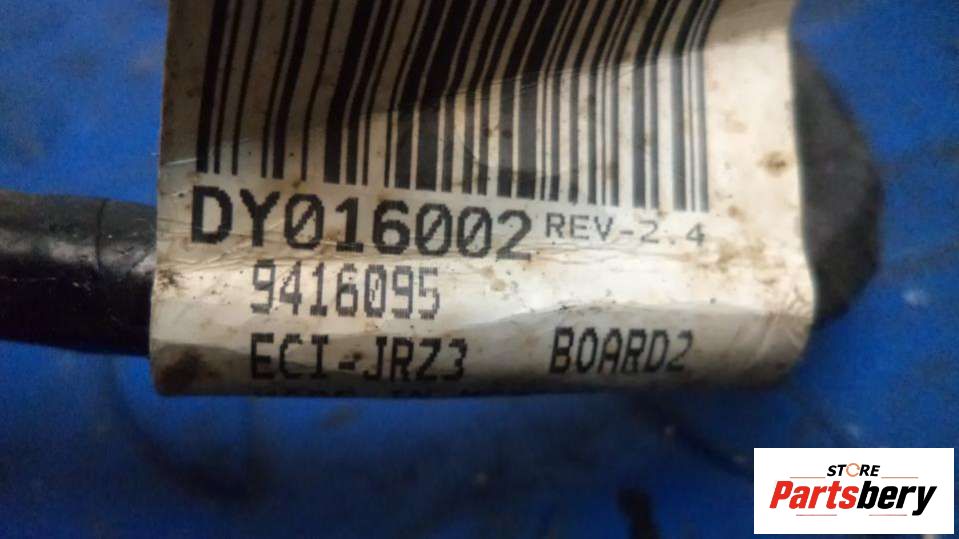 DY016002 REV-2.4
9416095
ECI-JRZ3 BOARD2
STORE
Partsbery